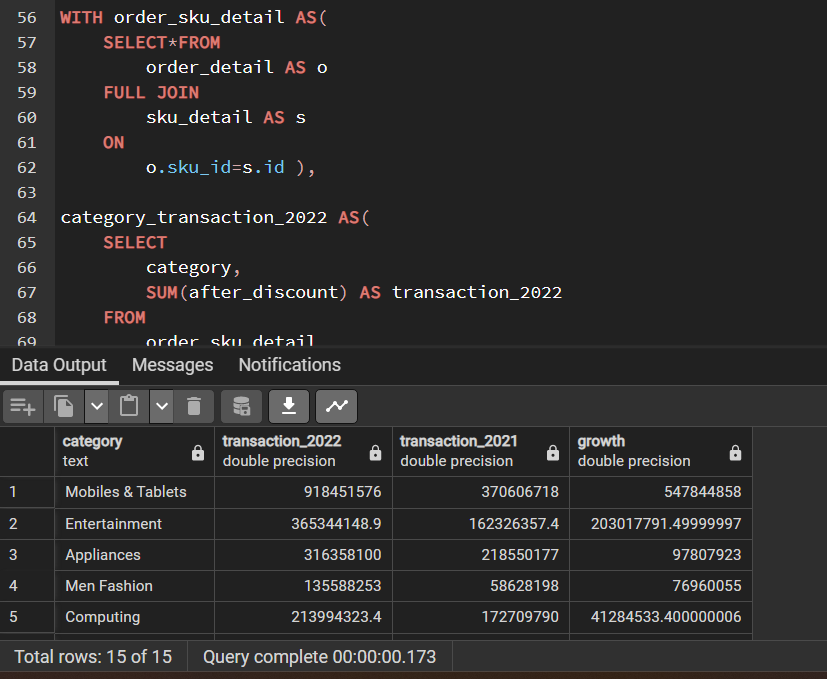 56 WITH order_sku_detail AS(
57 SELECT*FROM
58 order_detail AS o
59 FULL JOIN
60 sku_detail AS s
61 ON
62 o.sku_id=s.id ),
63
64 category_transaction_2022 AS(
65 SELECT
66 category,
67 SUM(after_discount) AS transaction_2022
68 FROM
69 order_sku_detail
Data Output Messages Notifications
category transaction_2022 transaction_2021 growth
text double precision double precision double precision
1 Mobiles & Tablets 918451576 370606718 547844858
2 Entertainment 365344148.9 162326357.4 203017791.49999997
3 Appliances 316358100 218550177 97807923
4 Men Fashion 135588253 58628198 76960055
5 Computing 213994323.4 172709790 41284533.400000006
Total rows: 15 of 15 Query complete 00:00:00.173